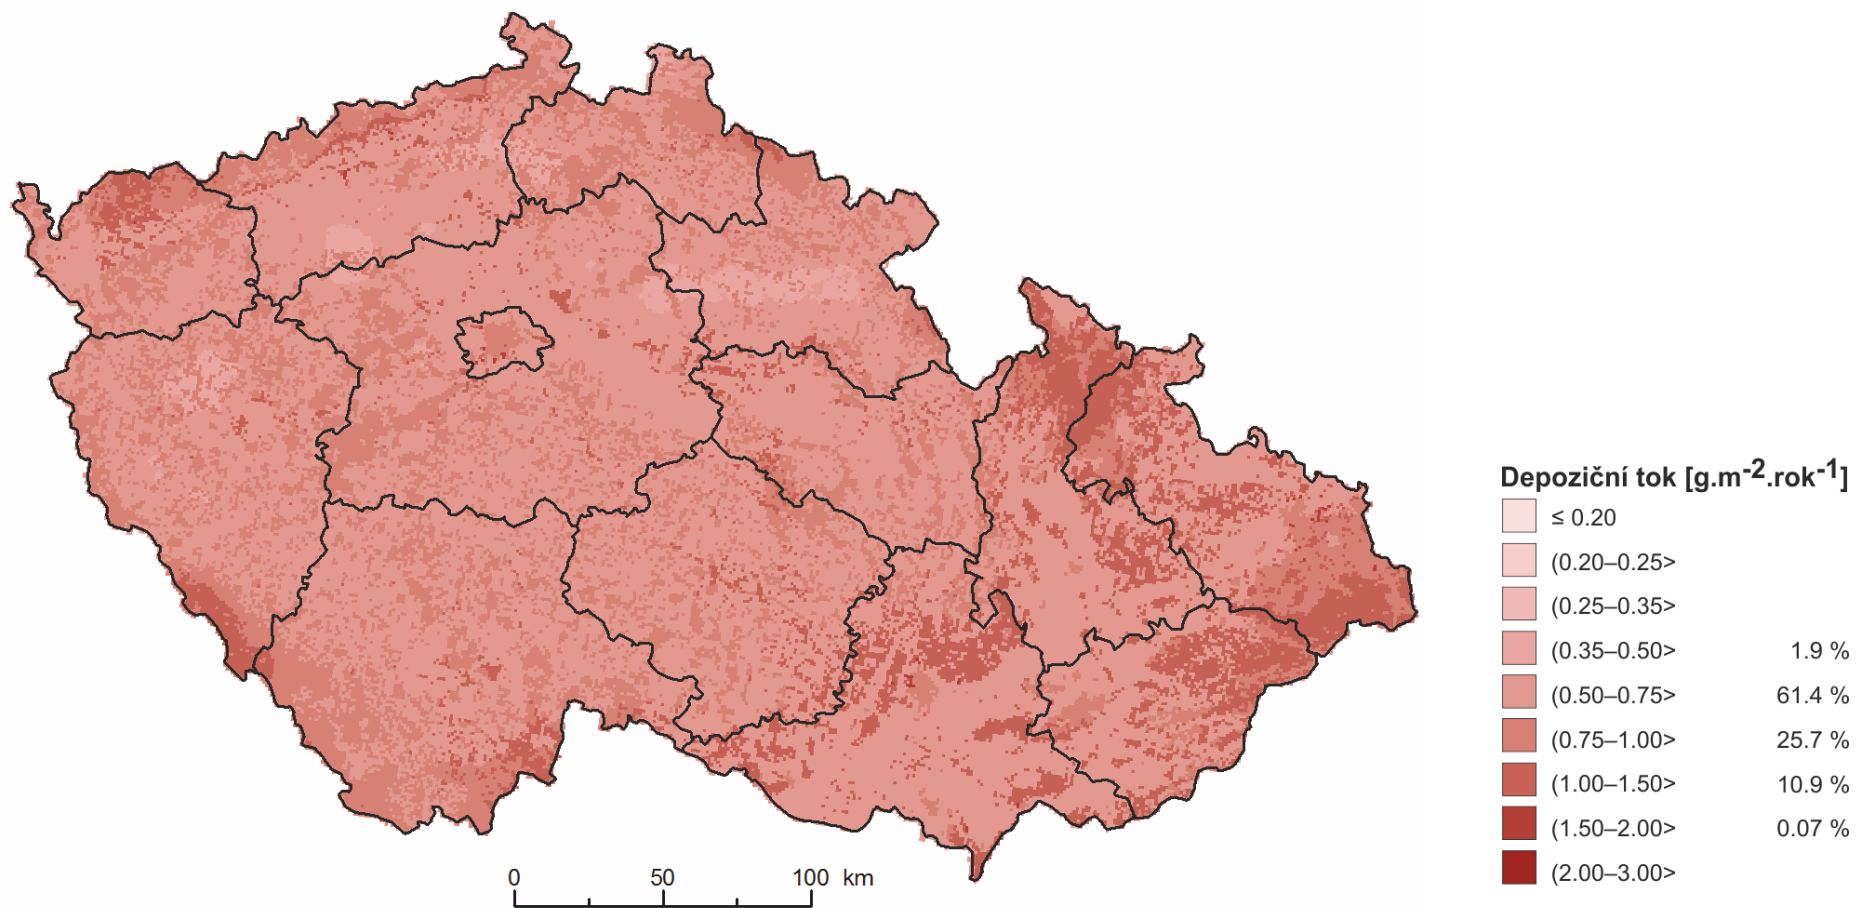 Depoziční tok [g.m-2.rok-1]
≤ 0.20
(0.20–0.25>
(0.25–0.35>
(0.35–0.50> 1.9 %
(0.50–0.75> 61.4 %
(0.75–1.00> 25.7 %
(1.00–1.50> 10.9 %
(1.50–2.00> 0.07 %
(2.00–3.00>
0 50 100 km